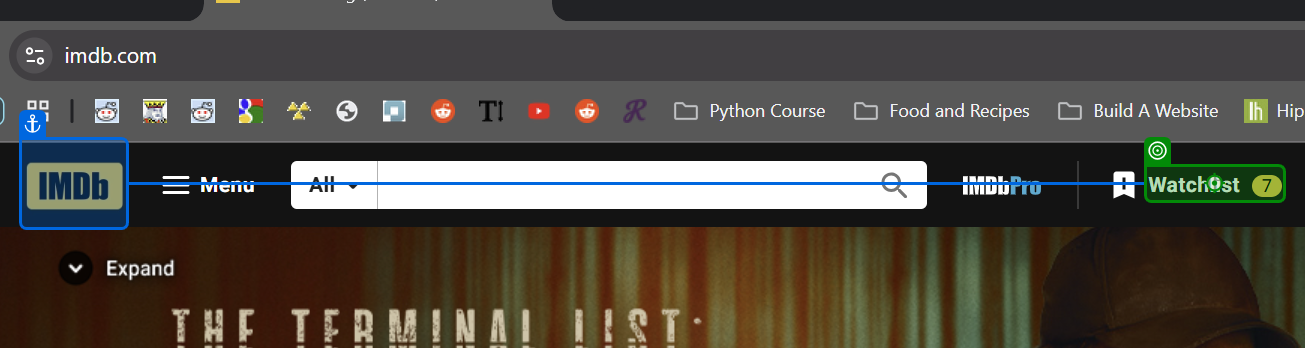 imdb.com
Python Course
Food and Recipes
Build A Website
Hip
IMDb
Menu
All
IMDbPro
Watchlist 7
Expand
THE TERMINAL LIST: